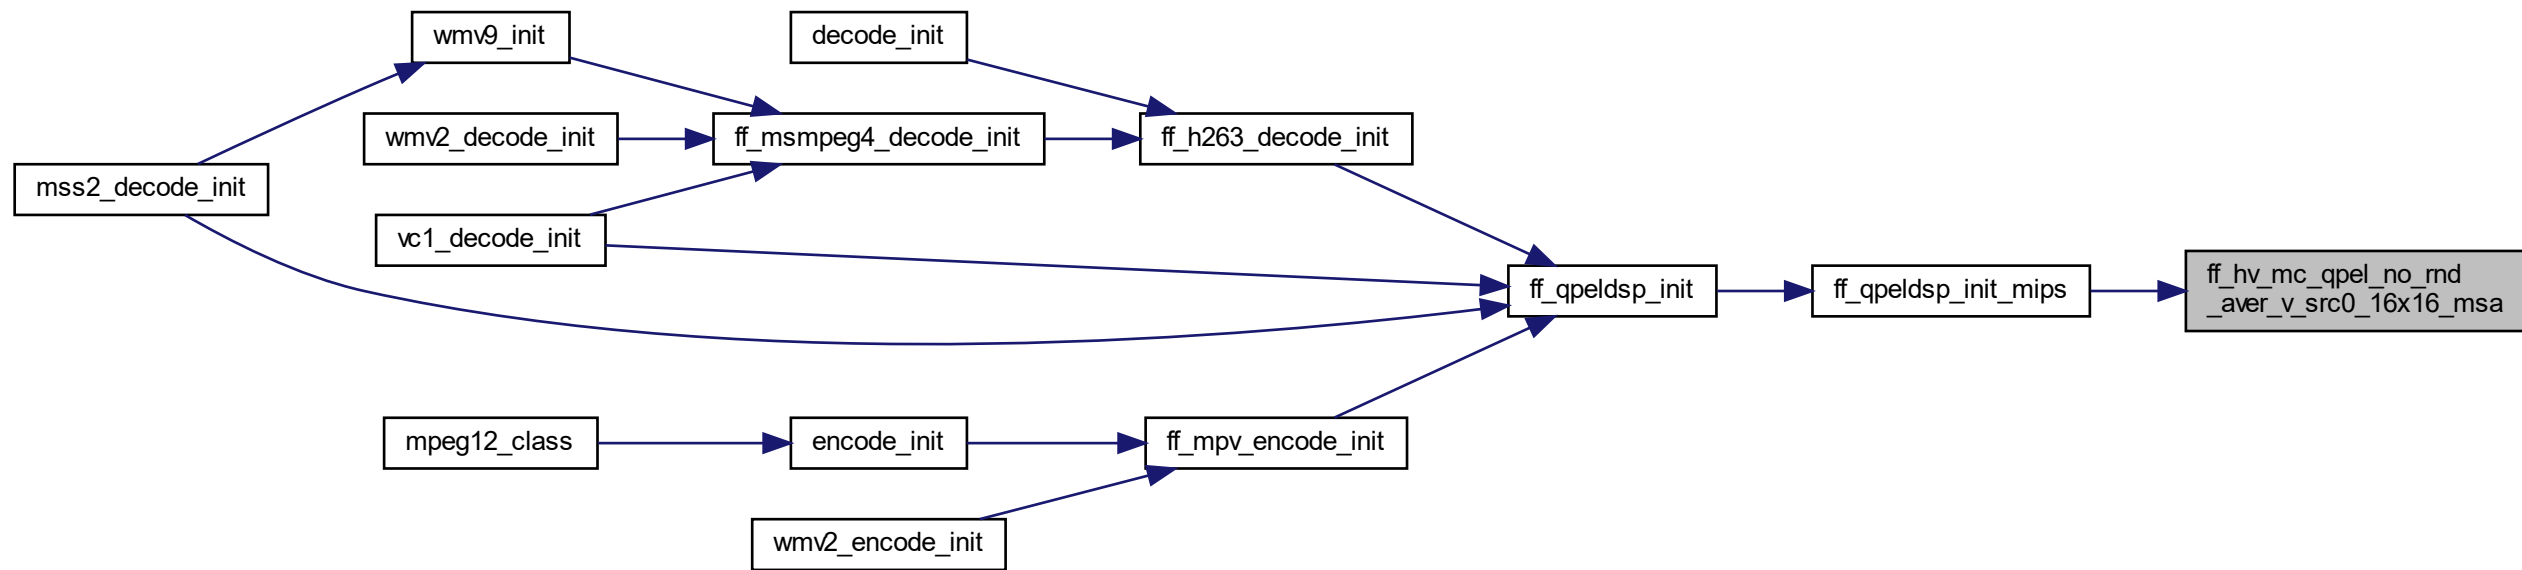 wmv9_init
decode_init
wmv2_decode_init
ff_msmpeg4_decode_init
ff_h263_decode_init
mss2_decode_init
vc1_decode_init
ff_qpeldsp_init
ff_qpeldsp_init_mips
ff_hv_mc_qpel_no_rnd
_aver_v_src0_16x16_msa
mpeg12_class
encode_init
ff_mpv_encode_init
wmv2_encode_init